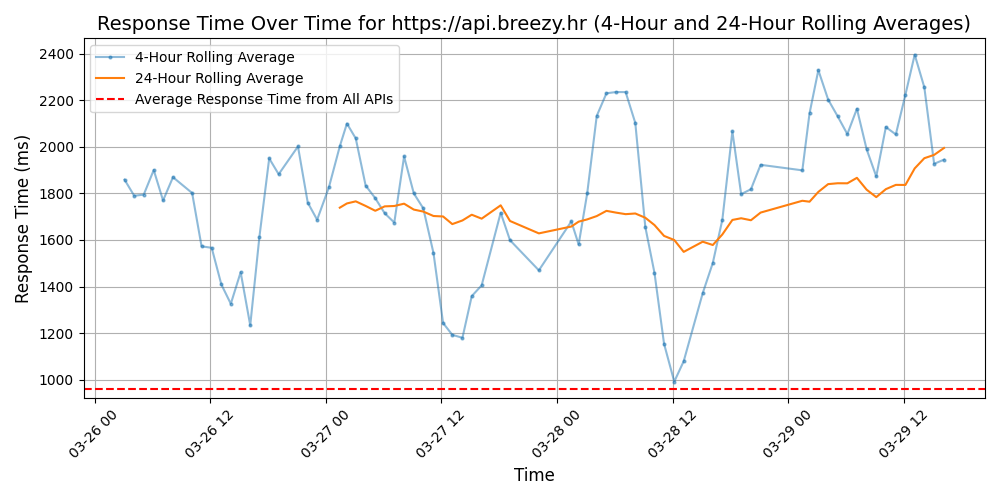 Response Time Over Time for https://api.breezy.hr (4-Hour and 24-Hour Rolling Averages)
4-Hour Rolling Average
24-Hour Rolling Average
Average Response Time from All APIs
Response Time (ms)
2400
2200
2000
1800
1600
1400
1200
1000
03-26 00
03-26 12
03-27 00
03-27 12
03-28 00
03-28 12
03-29 00
03-29 12
Time